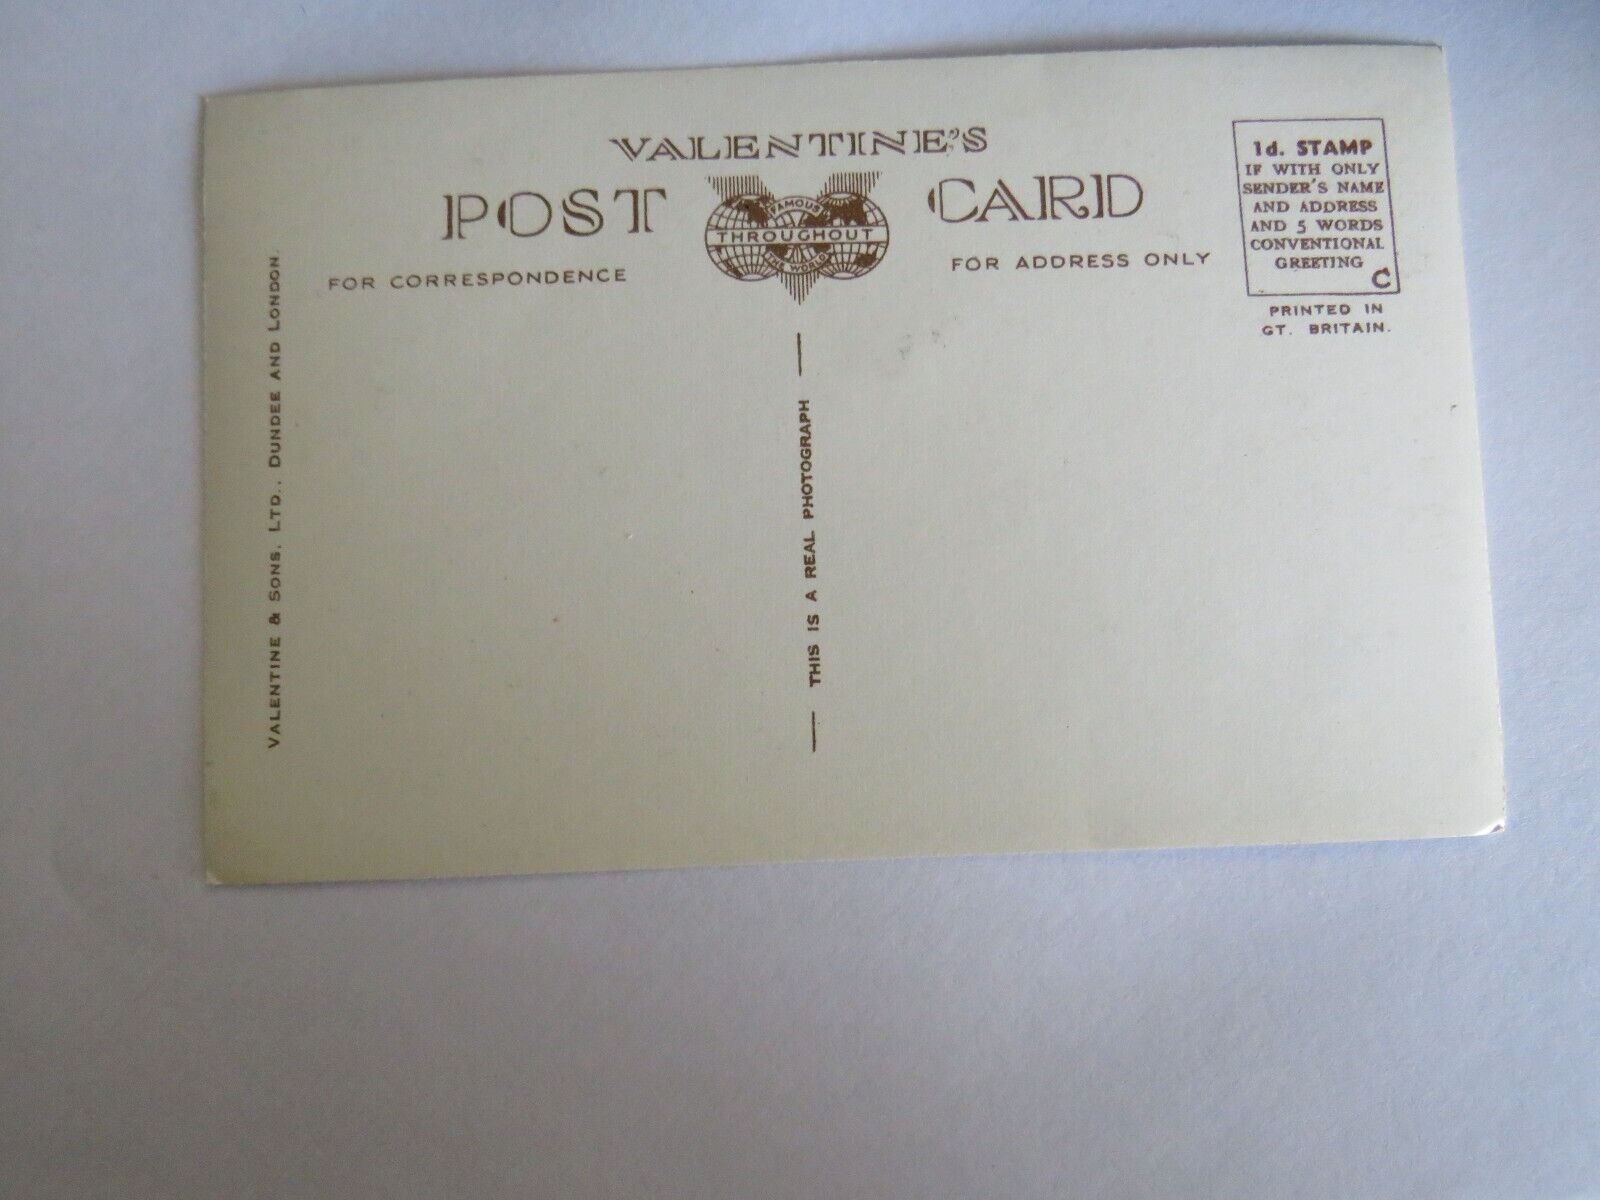 VALENTINE'S
POST CARD
FAMOUS
THROUGHOUT
THE WORLD
FOR CORRESPONDENCE
FOR ADDRESS ONLY
1d. STAMP
IF WITH ONLY
SENDER'S NAME
AND ADDRESS
AND 5 WORDS
CONVENTIONAL
GREETING
C
PRINTED IN
GT. BRITAIN.
VALENTINE & SONS, LTD., DUNDEE AND LONDON.
THIS IS A REAL PHOTOGRAPH